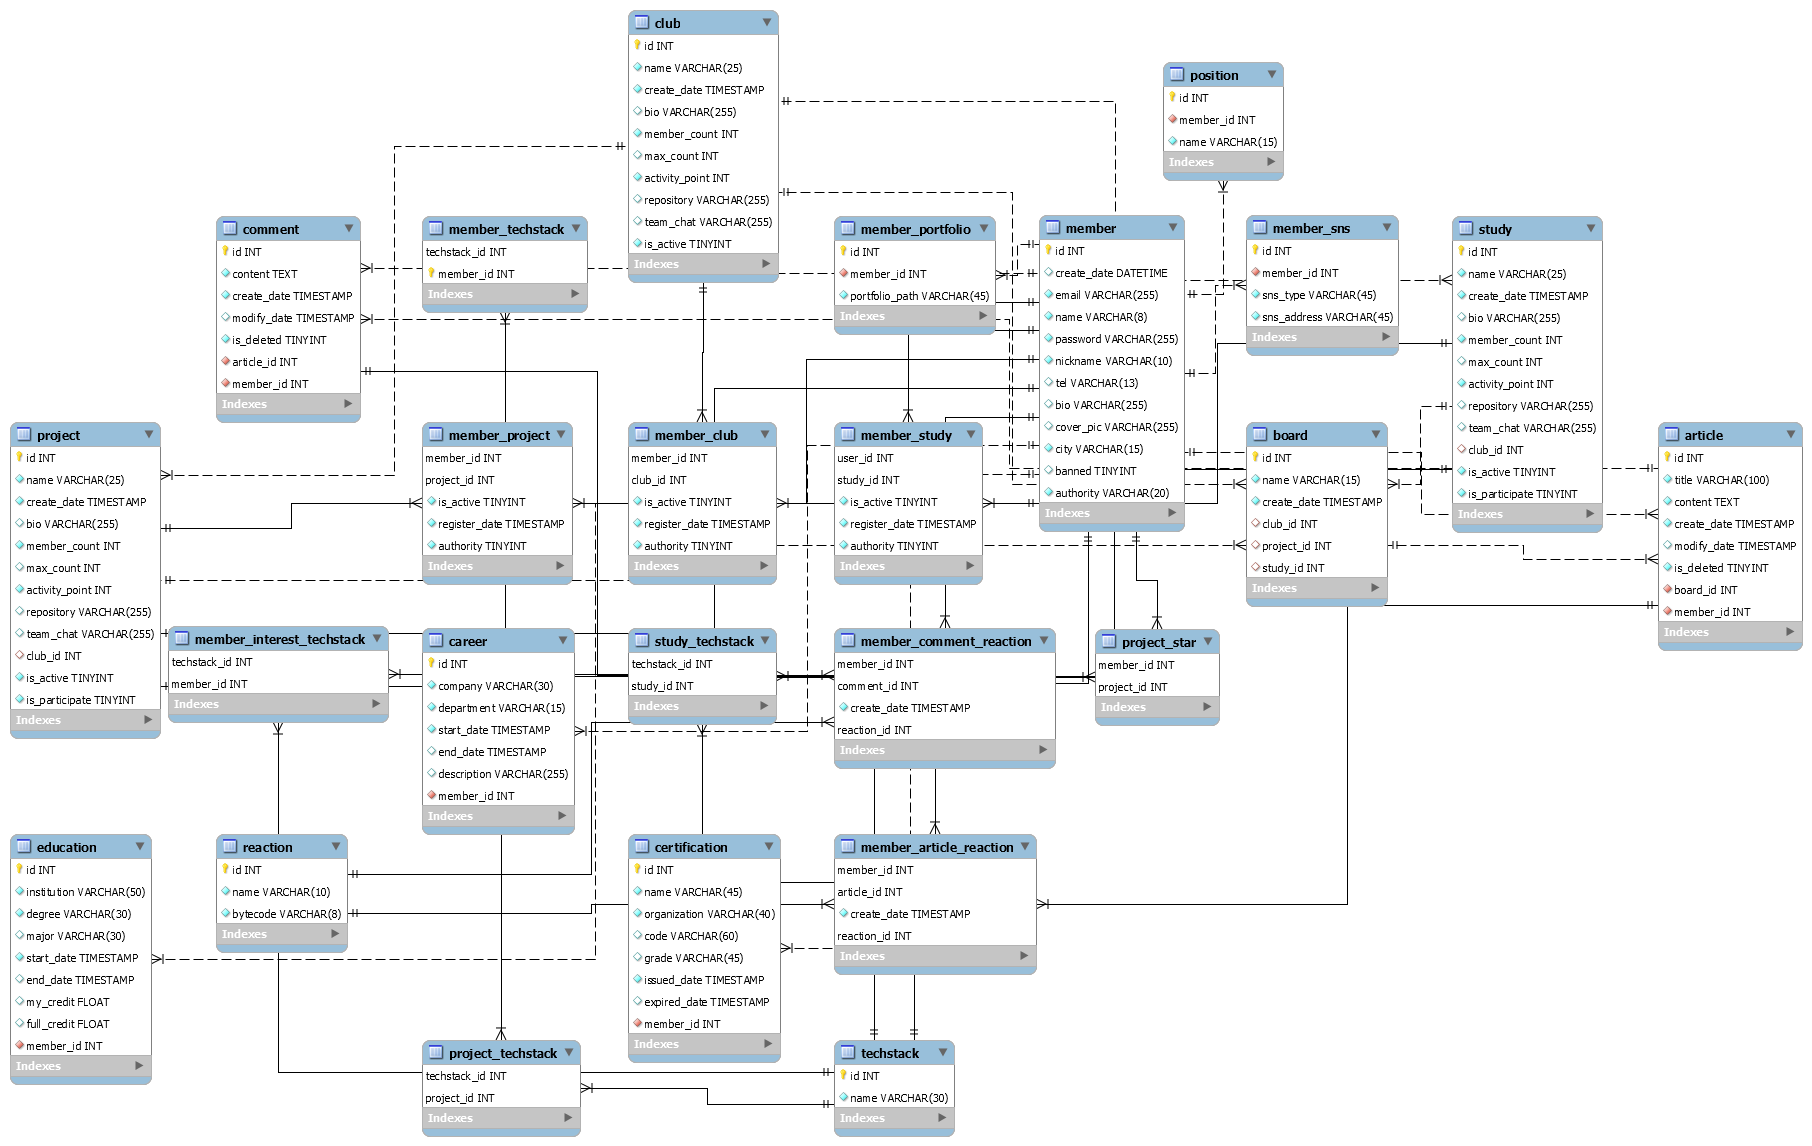 club
id INT
name VARCHAR(25)
create_date TIMESTAMP
bio VARCHAR(255)
member_count INT
max_count INT
activity_point INT
repository VARCHAR(255)
team_chat VARCHAR(255)
is_active TINYINT
Indexes
position
id INT
member_id INT
name VARCHAR(15)
Indexes
comment
id INT
content TEXT
create_date TIMESTAMP
modify_date TIMESTAMP
is_deleted TINYINT
article_id INT
member_id INT
Indexes
member_techstack
techstack_id INT
member_id INT
Indexes
member_portfolio
id INT
member_id INT
portfolio_path VARCHAR(45)
Indexes
member
id INT
create_date DATETIME
email VARCHAR(255)
name VARCHAR(8)
password VARCHAR(255)
nickname VARCHAR(10)
tel VARCHAR(13)
bio VARCHAR(255)
cover_pic VARCHAR(255)
city VARCHAR(15)
banned TINYINT
authority VARCHAR(20)
Indexes
member_sns
id INT
member_id INT
sns_type VARCHAR(45)
sns_address VARCHAR(45)
Indexes
study
id INT
name VARCHAR(25)
create_date TIMESTAMP
bio VARCHAR(255)
member_count INT
max_count INT
activity_point INT
repository VARCHAR(255)
team_chat VARCHAR(255)
club_id INT
is_active TINYINT
is_participate TINYINT
Indexes
project
id INT
name VARCHAR(25)
create_date TIMESTAMP
bio VARCHAR(255)
member_count INT
max_count INT
activity_point INT
repository VARCHAR(255)
team_chat VARCHAR(255)
club_id INT
is_active TINYINT
is_participate TINYINT
Indexes
member_project
member_id INT
project_id INT
is_active TINYINT
register_date TIMESTAMP
authority TINYINT
Indexes
member_club
member_id INT
club_id INT
is_active TINYINT
register_date TIMESTAMP
authority TINYINT
Indexes
member_study
user_id INT
study_id INT
is_active TINYINT
register_date TIMESTAMP
authority TINYINT
Indexes
board
id INT
name VARCHAR(15)
create_date TIMESTAMP
club_id INT
project_id INT
study_id INT
Indexes
article
id INT
title VARCHAR(100)
content TEXT
create_date TIMESTAMP
modify_date TIMESTAMP
is_deleted TINYINT
board_id INT
member_id INT
Indexes
member_interest_techstack
techstack_id INT
member_id INT
Indexes
career
id INT
company VARCHAR(30)
department VARCHAR(15)
start_date TIMESTAMP
end_date TIMESTAMP
description VARCHAR(255)
member_id INT
Indexes
study_techstack
techstack_id INT
study_id INT
Indexes
member_comment_reaction
member_id INT
comment_id INT
create_date TIMESTAMP
reaction_id INT
Indexes
project_star
member_id INT
project_id INT
Indexes
education
id INT
institution VARCHAR(50)
degree VARCHAR(30)
major VARCHAR(30)
start_date TIMESTAMP
end_date TIMESTAMP
my_credit FLOAT
full_credit FLOAT
member_id INT
Indexes
reaction
id INT
name VARCHAR(10)
bytecode VARCHAR(8)
Indexes
certification
id INT
name VARCHAR(45)
organization VARCHAR(40)
code VARCHAR(60)
grade VARCHAR(45)
issued_date TIMESTAMP
expired_date TIMESTAMP
member_id INT
Indexes
member_article_reaction
member_id INT
article_id INT
create_date TIMESTAMP
reaction_id INT
Indexes
project_techstack
techstack_id INT
project_id INT
Indexes
techstack
id INT
name VARCHAR(30)
Indexes